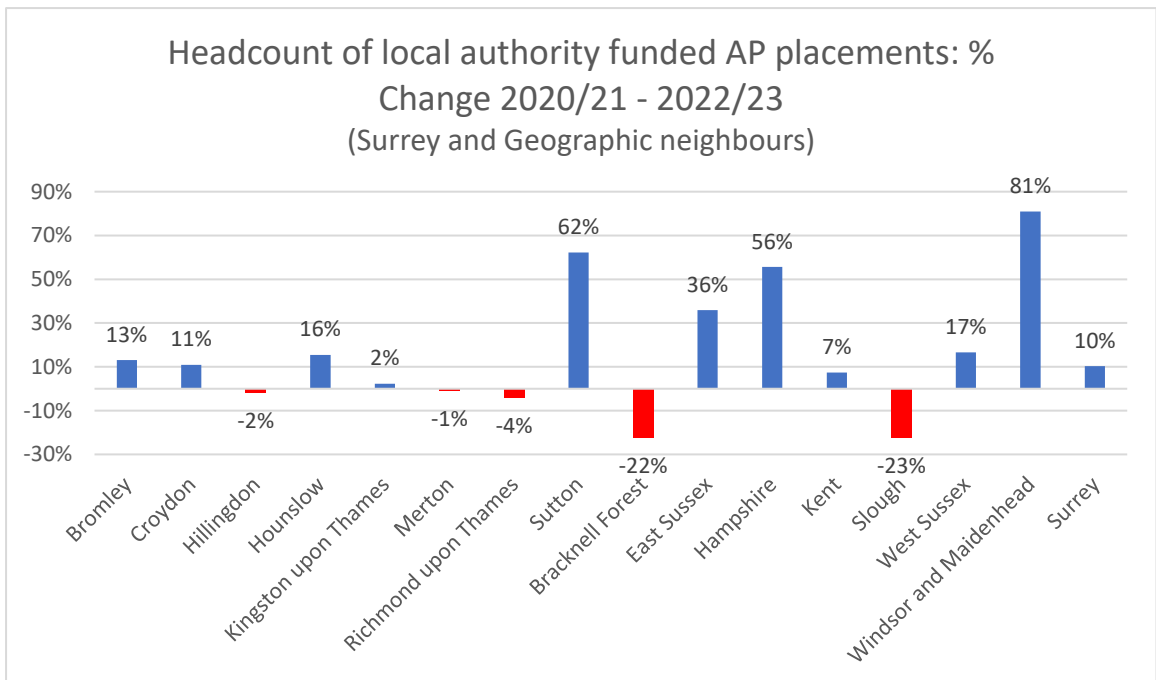 Headcount of local authority funded AP placements: %
Change 2020/21 - 2022/23
(Surrey and Geographic neighbours)
90%
70%
50%
30%
10%
-10%
-30%
13%
11%
-2%
16%
2%
-1%
-4%
62%
-22%
36%
56%
7%
-23%
17%
81%
10%
Bromley
Croydon
Hillingdon
Hounslow
Kingston upon Thames
Merton
Richmond upon Thames
Sutton
Bracknell Forest
East Sussex
Hampshire
Kent
Slough
West Sussex
Windsor and Maidenhead
Surrey